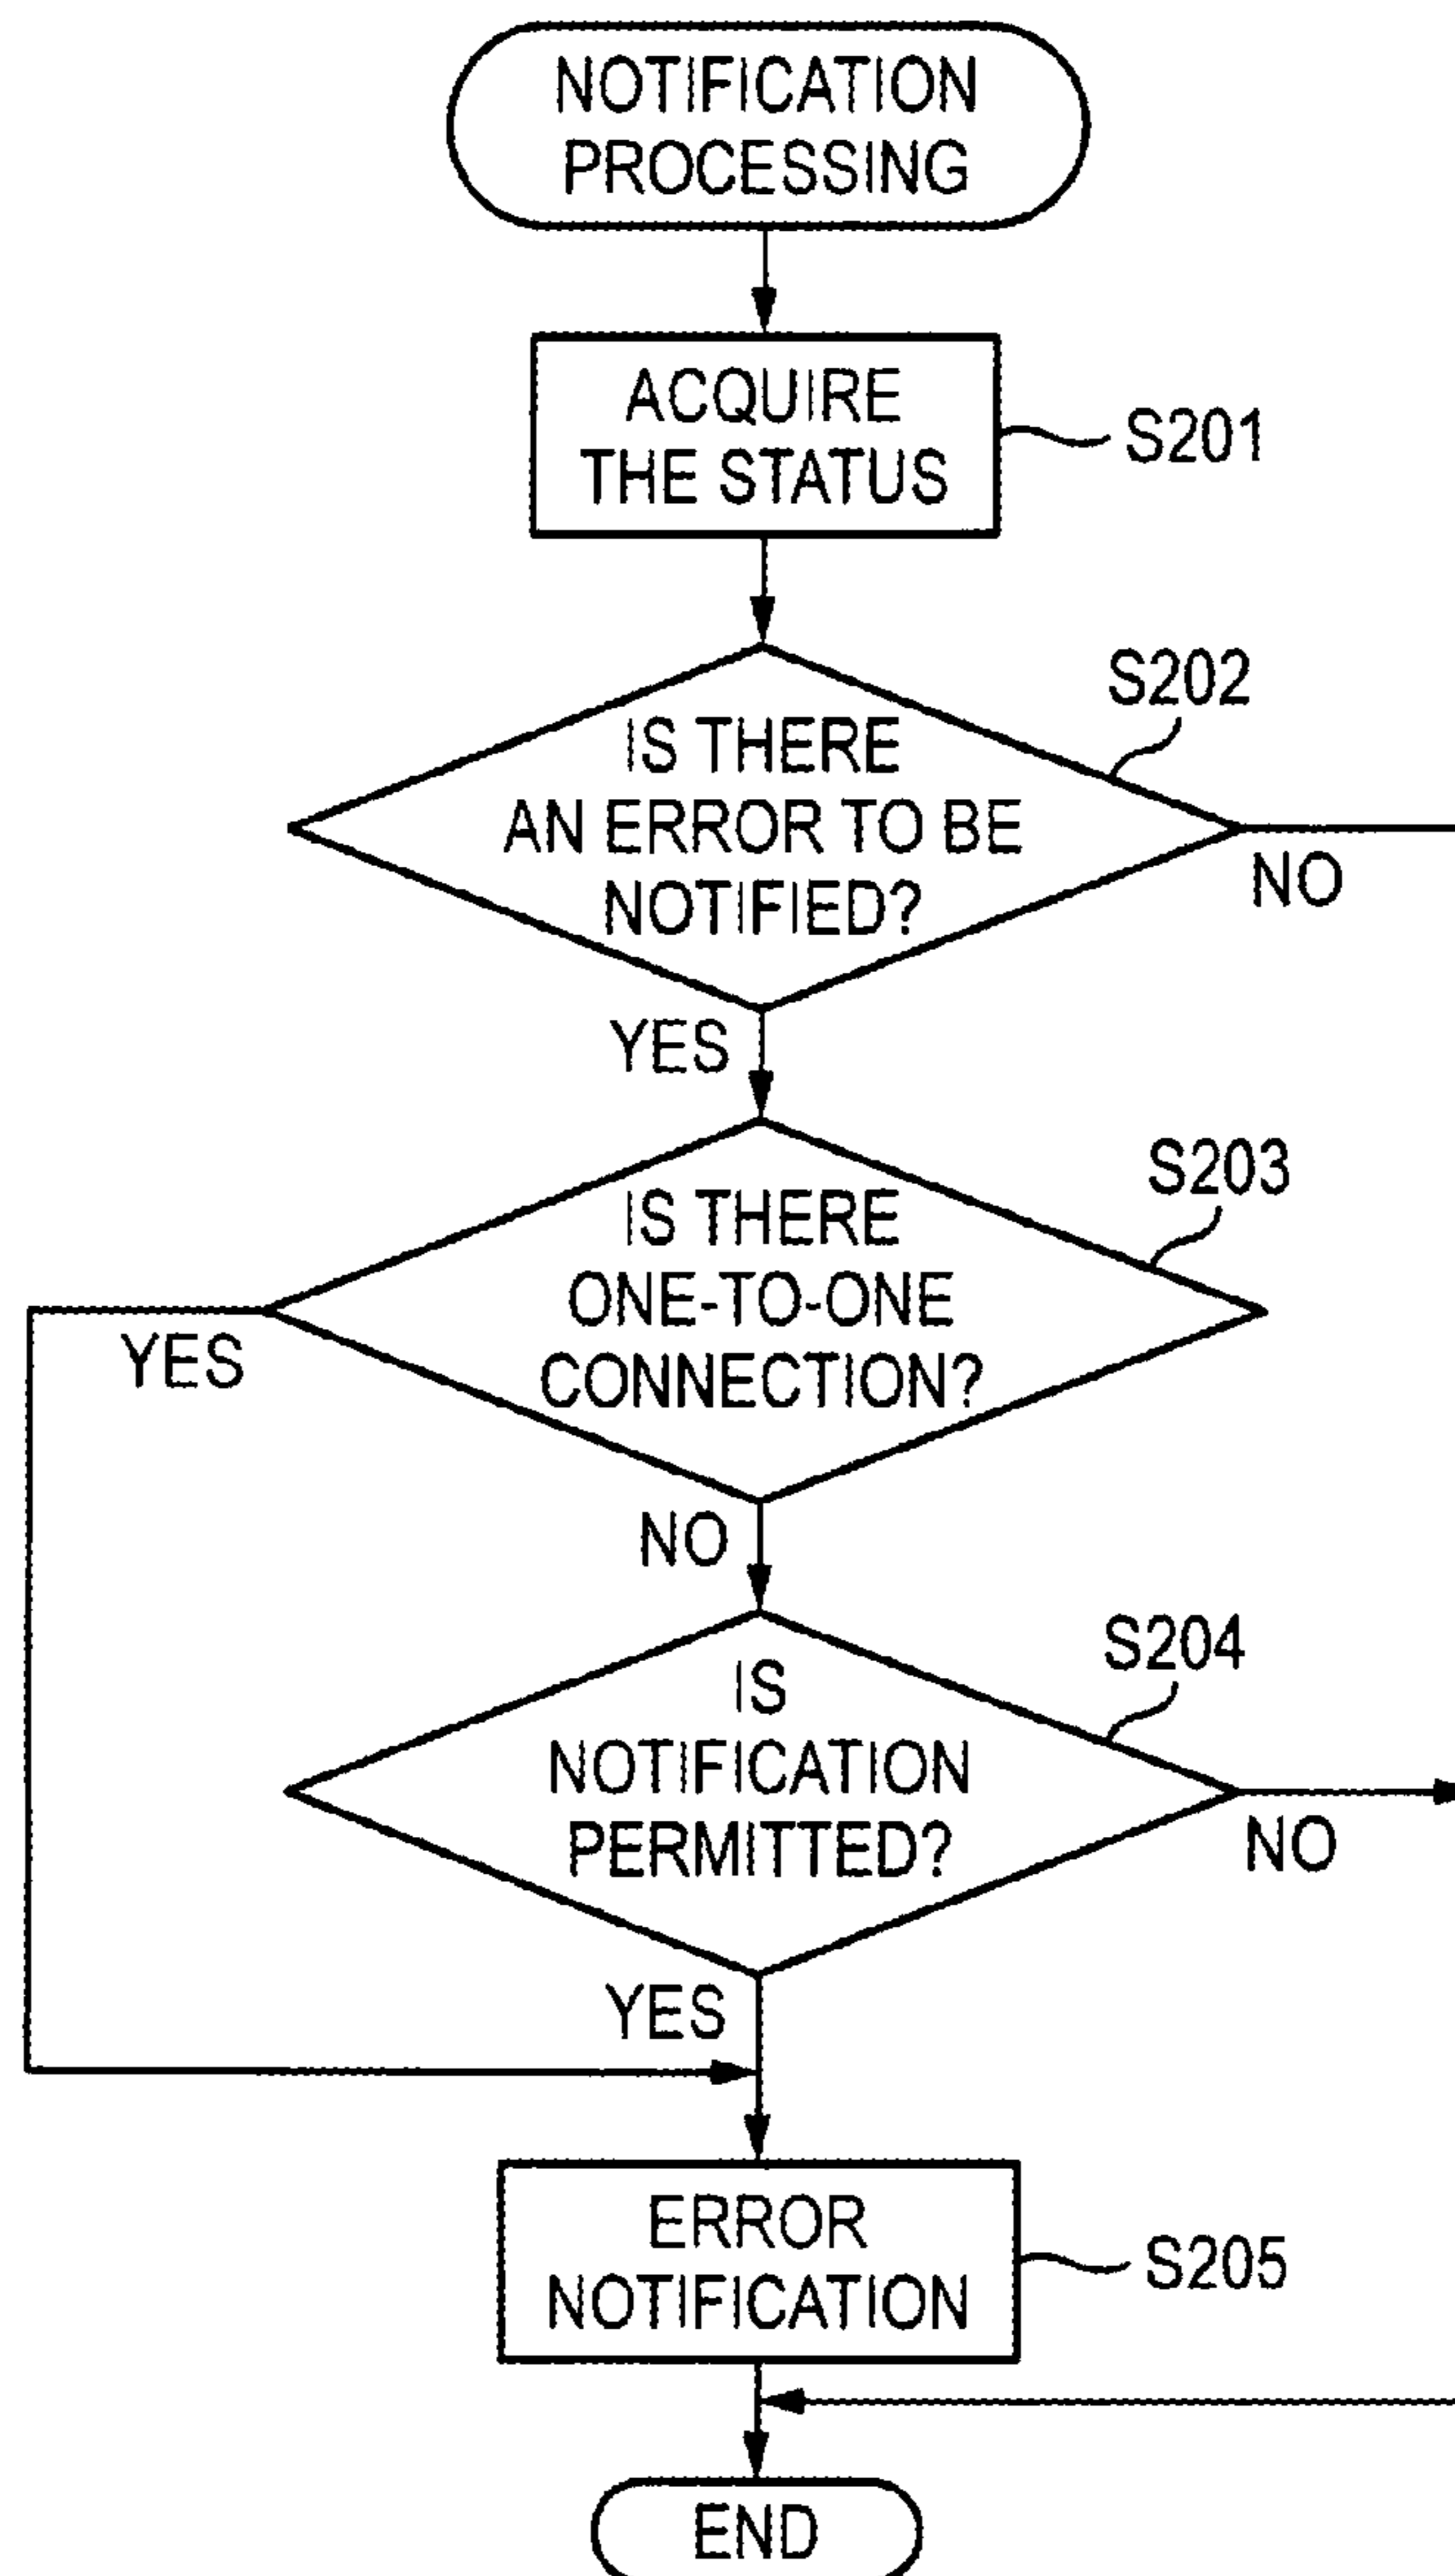 NOTIFICATION
PROCESSING
ACQUIRE
THE STATUS
S201
S202
IS THERE
AN ERROR TO BE
NOTIFIED?
NO
YES
S203
IS THERE
ONE-TO-ONE
CONNECTION?
YES
NO
S204
IS
NOTIFICATION
PERMITTED?
NO
YES
ERROR
NOTIFICATION
S205
END